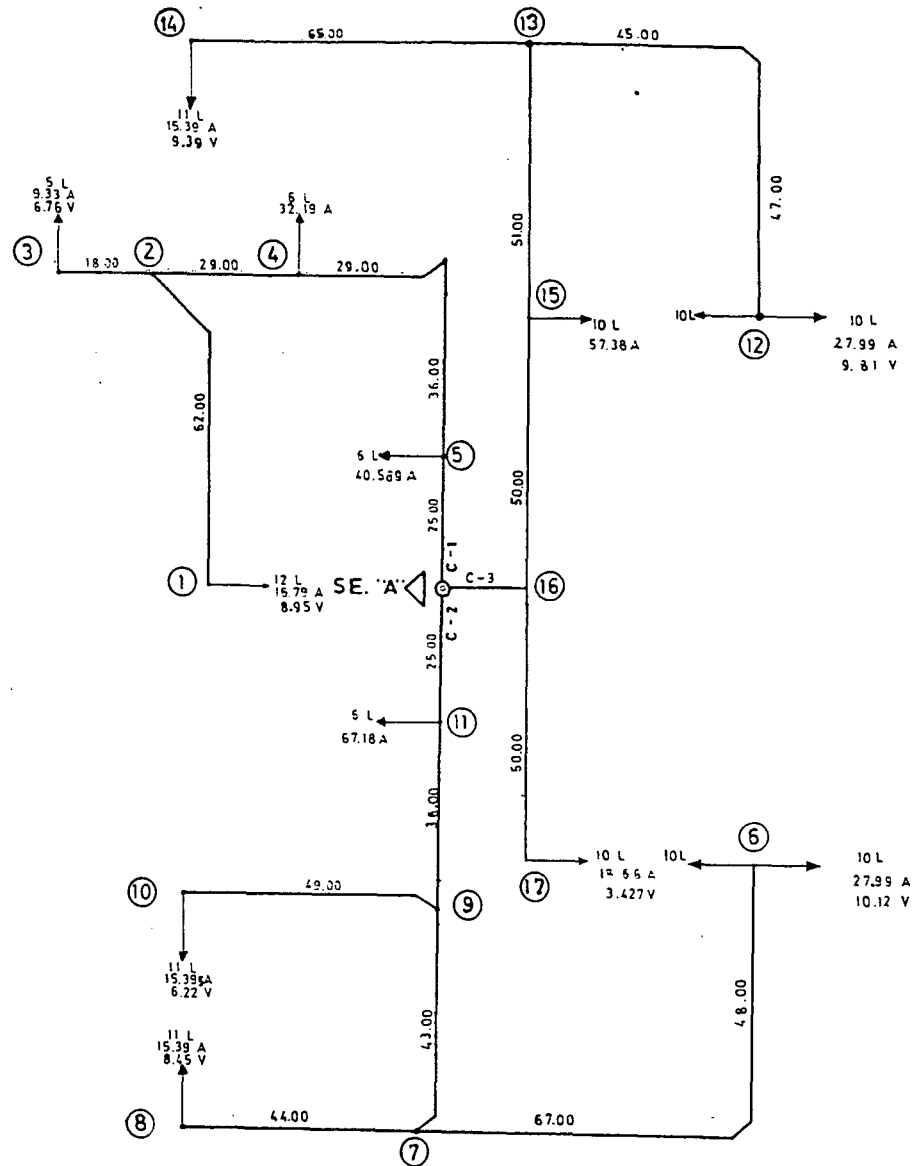 14
65.00
13
45.00
11 L
15.39 A
9.39 V
5 L
9.33 A
6.76 V
6 L
32.19 A
47.00
51.00
3
18.00
2
29.00
4
29.00
15
10 L
57.38 A
10L
12
10 L
27.99 A
9.81 V
36.00
62.00
6 L
40.589 A
5
50.00
25.00
C-1
1
12 L
15.79 A
8.95 V
SE. "A"
C-3
16
C-2
25.00
11
6 L
67.18 A
50.00
36.00
6
17
10 L
A
3.427 V
10L
10 L
27.99 A
10.12 V
10
49.00
9
11 L
15.395A
6.22 V
11 L
15.39 A
8.45 V
43.00
48.00
8
44.00
7
67.00